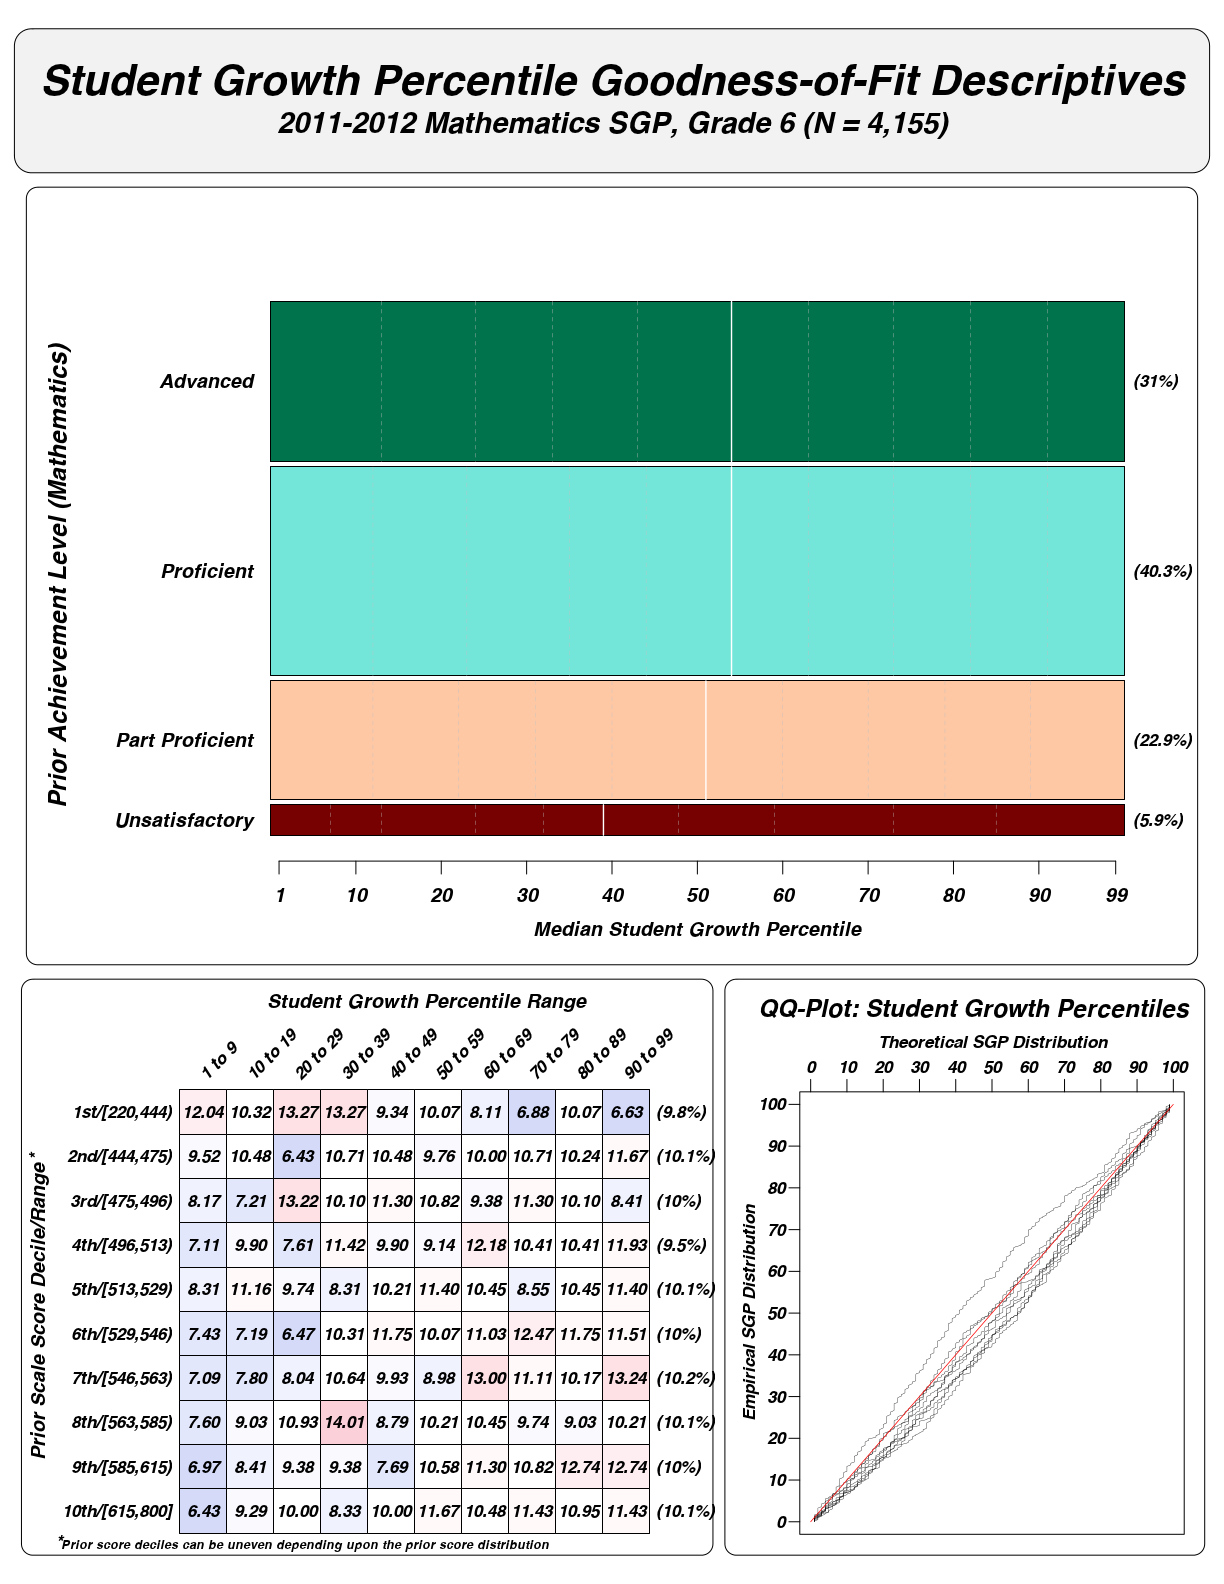 Student Growth Percentile Goodness-of-Fit Descriptives
2011-2012 Mathematics SGP, Grade 6 (N = 4,155)
Prior Achievement Level (Mathematics)
Advanced (31%)
Proficient (40.3%)
Part Proficient (22.9%)
Unsatisfactory (5.9%)
1 10 20 30 40 50 60 70 80 90 99
Median Student Growth Percentile
Student Growth Percentile Range
1 to 9 10 to 19 20 to 29 30 to 39 40 to 49 50 to 59 60 to 69 70 to 79 80 to 89 90 to 99
Prior Scale Score Decile/Range*
1st/[220,444) 12.04 10.32 13.27 13.27 9.34 10.07 8.11 6.88 10.07 6.63 (9.8%)
2nd/[444,475) 9.52 10.48 6.43 10.71 10.48 9.76 10.00 10.71 10.24 11.67 (10.1%)
3rd/[475,496) 8.17 7.21 13.22 10.10 11.30 10.82 9.38 11.30 10.10 8.41 (10%)
4th/[496,513) 7.11 9.90 7.61 11.42 9.90 9.14 12.18 10.41 10.41 11.93 (9.5%)
5th/[513,529) 8.31 11.16 9.74 8.31 10.21 11.40 10.45 8.55 10.45 11.40 (10.1%)
6th/[529,546) 7.43 7.19 6.47 10.31 11.75 10.07 11.03 12.47 11.75 11.51 (10%)
7th/[546,563) 7.09 7.80 8.04 10.64 9.93 8.98 13.00 11.11 10.17 13.24 (10.2%)
8th/[563,585) 7.60 9.03 10.93 14.01 8.79 10.21 10.45 9.74 9.03 10.21 (10.1%)
9th/[585,615) 6.97 8.41 9.38 9.38 7.69 10.58 11.30 10.82 12.74 12.74 (10%)
10th/[615,800] 6.43 9.29 10.00 8.33 10.00 11.67 10.48 11.43 10.95 11.43 (10.1%)
*Prior score deciles can be uneven depending upon the prior score distribution
QQ-Plot: Student Growth Percentiles
Theoretical SGP Distribution
0 10 20 30 40 50 60 70 80 90 100
Empirical SGP Distribution
100
90
80
70
60
50
40
30
20
10
0